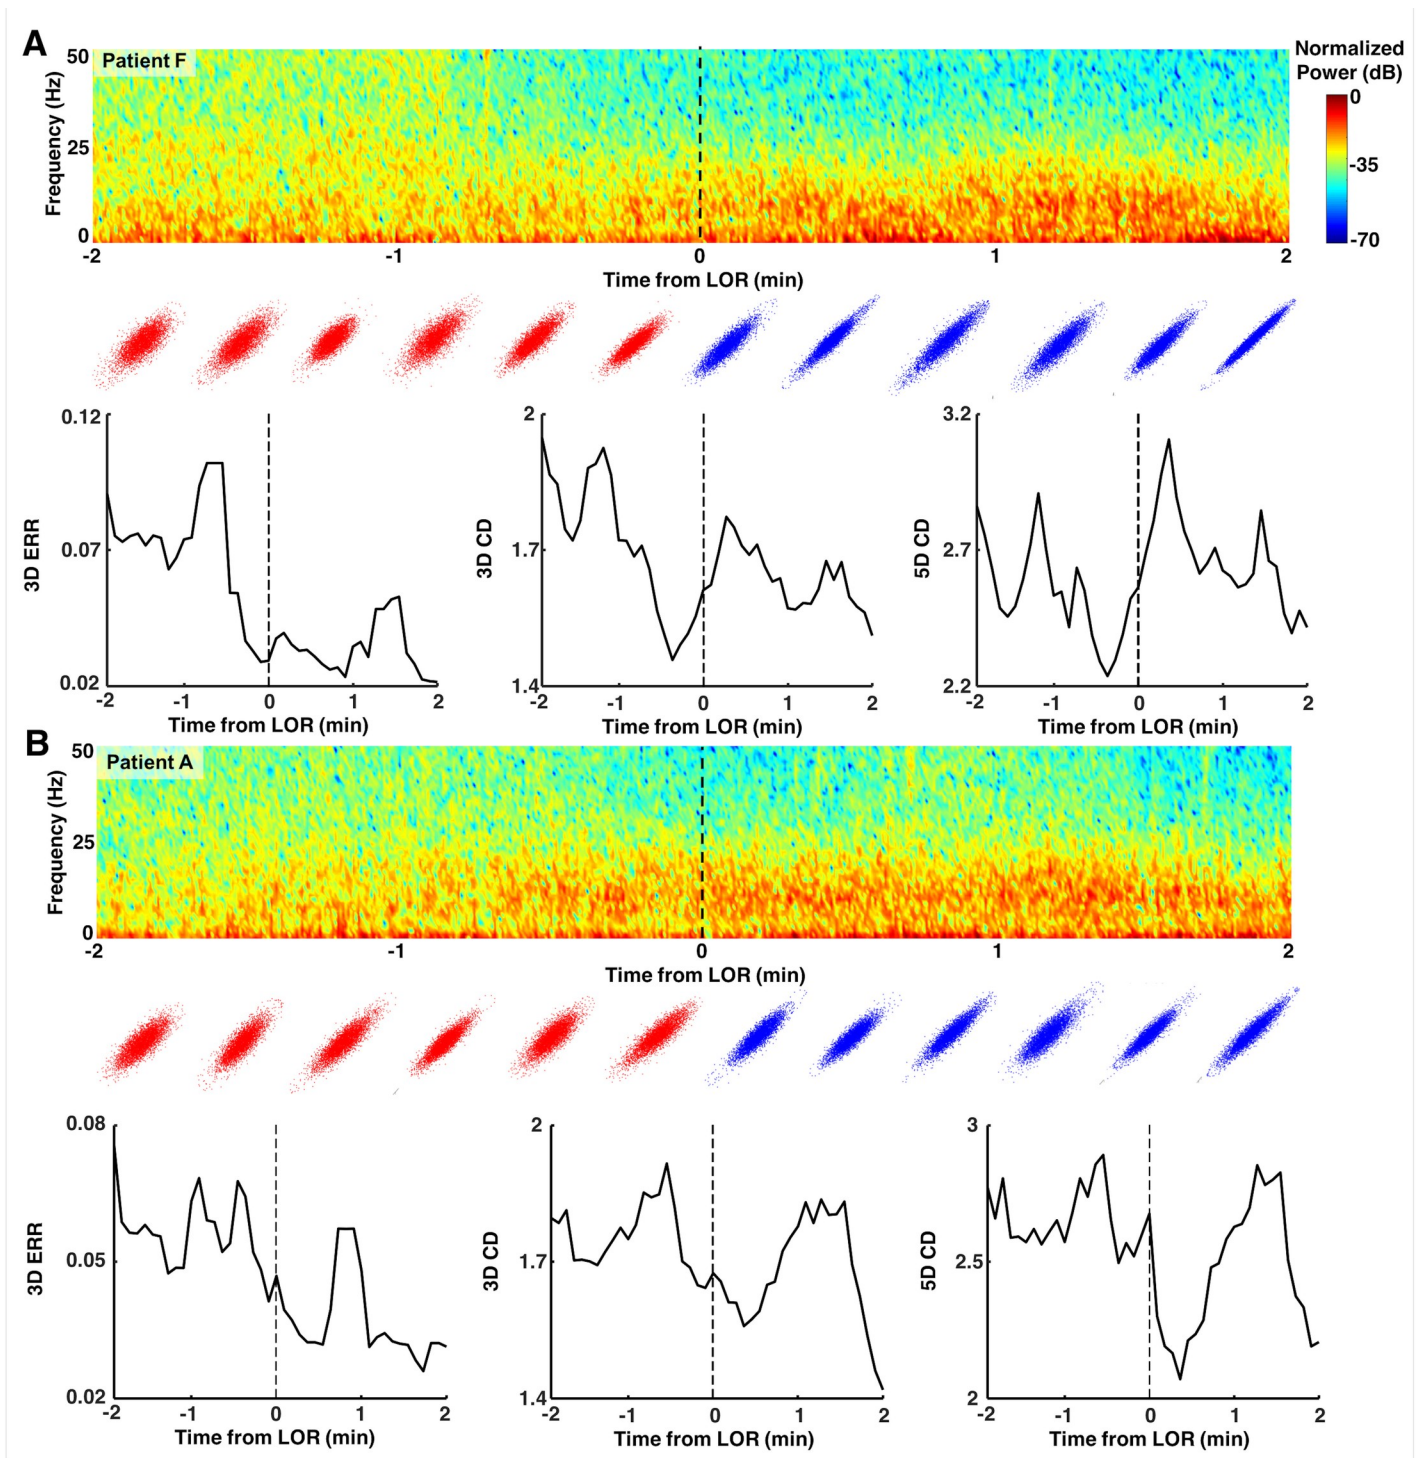 A
Patient F
Normalized
Power (dB)
Frequency (Hz)
50
25
0
0
-35
-70
-2 -1 0 1 2
Time from LOR (min)
3D ERR
0.12
0.07
0.02
-2 -1 0 1 2
Time from LOR (min)
3D CD
2
1.7
1.4
-2 -1 0 1 2
Time from LOR (min)
5D CD
3.2
2.7
2.2
-2 -1 0 1 2
Time from LOR (min)
B
Patient A
Frequency (Hz)
50
25
0
-2 -1 0 1 2
Time from LOR (min)
3D ERR
0.08
0.05
0.02
-2 -1 0 1 2
Time from LOR (min)
3D CD
2
1.7
1.4
-2 -1 0 1 2
Time from LOR (min)
5D CD
3
2.5
2
-2 -1 0 1 2
Time from LOR (min)